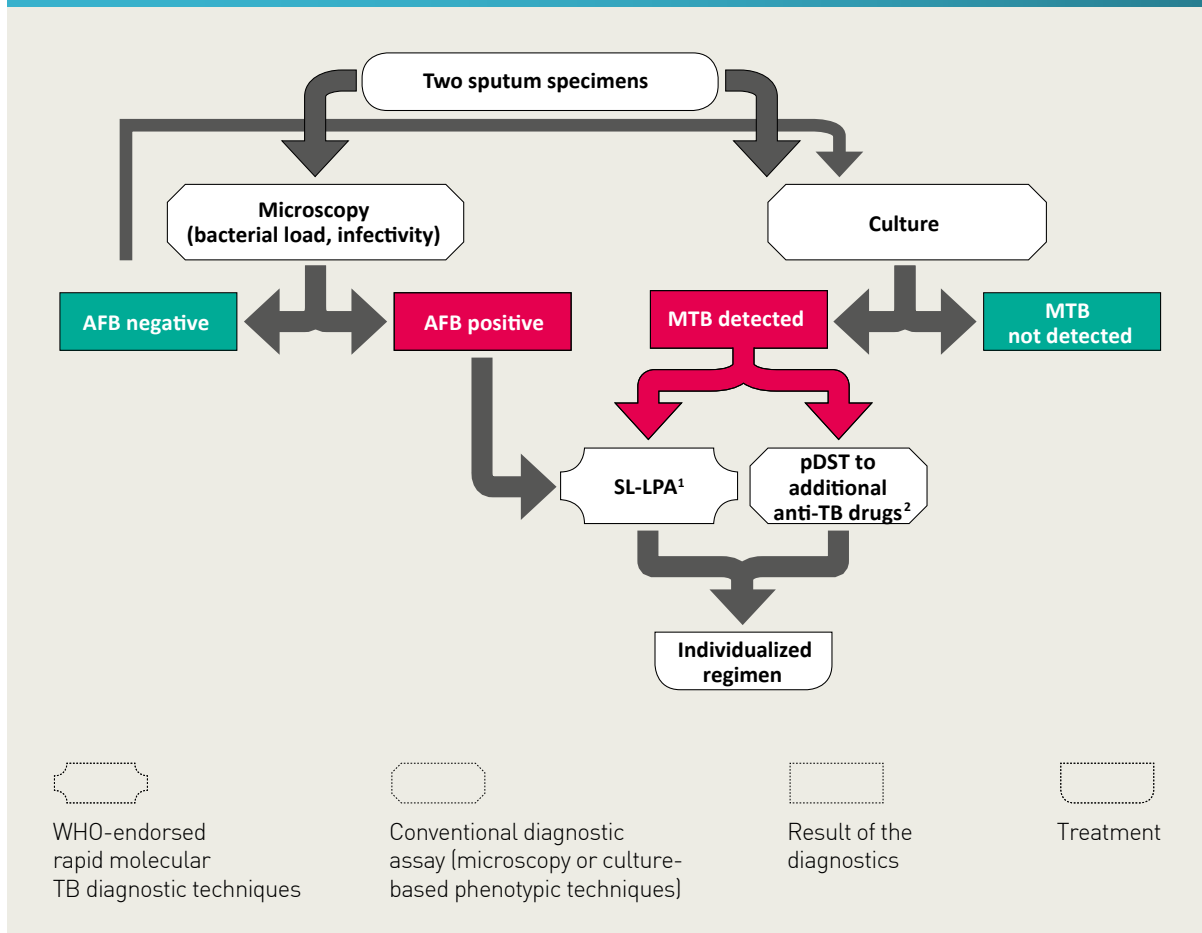 Two sputum specimens
Microscopy
(bacterial load, infectivity)
Culture
AFB negative
AFB positive
MTB detected
MTB
not detected
SL-LPA¹
pDST to
additional
anti-TB drugs²
Individualized
regimen
WHO-endorsed
rapid molecular
TB diagnostic techniques
Conventional diagnostic
assay (microscopy or culture-
based phenotypic techniques)
Result of the
diagnostics
Treatment